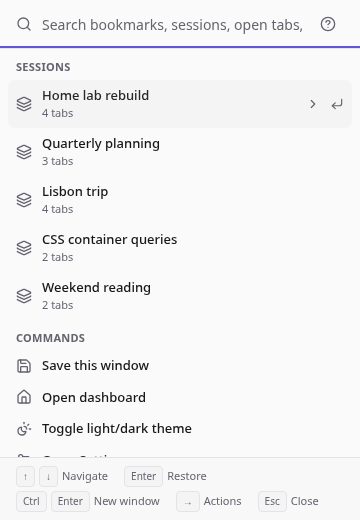 Search bookmarks, sessions, open tabs,
SESSIONS
Home lab rebuild
4 tabs
Quarterly planning
3 tabs
Lisbon trip
4 tabs
CSS container queries
2 tabs
Weekend reading
2 tabs
COMMANDS
Save this window
Open dashboard
Toggle light/dark theme
↑ ↓ Navigate Enter Restore
Ctrl Enter New window → Actions Esc Close